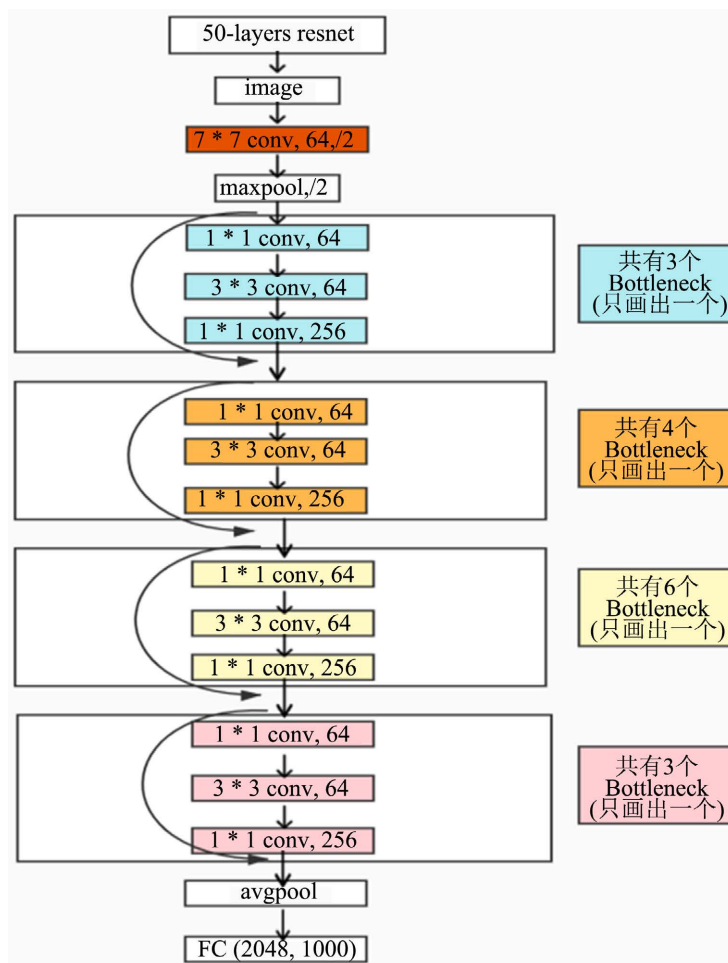 50-layers resnet
image
7 * 7 conv, 64,/2
maxpool,/2
1 * 1 conv, 64
3 * 3 conv, 64
1 * 1 conv, 256
共有3个
Bottleneck
(只画出一个)
1 * 1 conv, 64
3 * 3 conv, 64
1 * 1 conv, 256
共有4个
Bottleneck
(只画出一个)
1 * 1 conv, 64
3 * 3 conv, 64
1 * 1 conv, 256
共有6个
Bottleneck
(只画出一个)
1 * 1 conv, 64
3 * 3 conv, 64
1 * 1 conv, 256
共有3个
Bottleneck
(只画出一个)
avgpool
FC (2048, 1000)